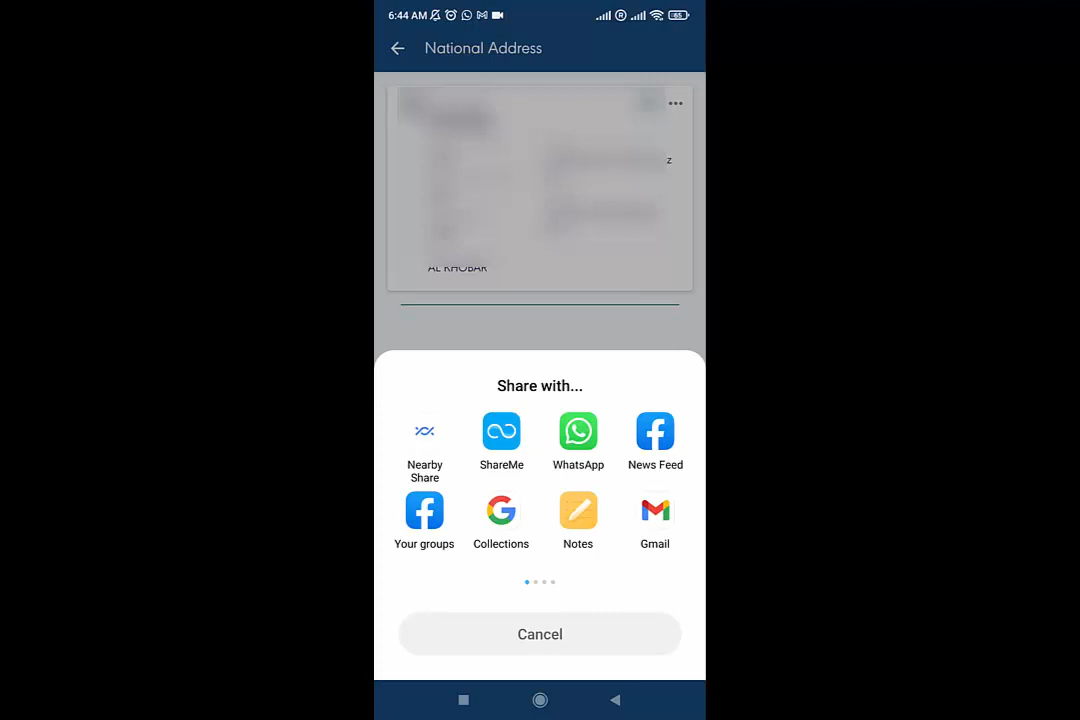 6:44 AM
65
National Address
z
AL KHOBAR
Share with...
Nearby Share
ShareMe
WhatsApp
News Feed
Your groups
Collections
Notes
Gmail
Cancel